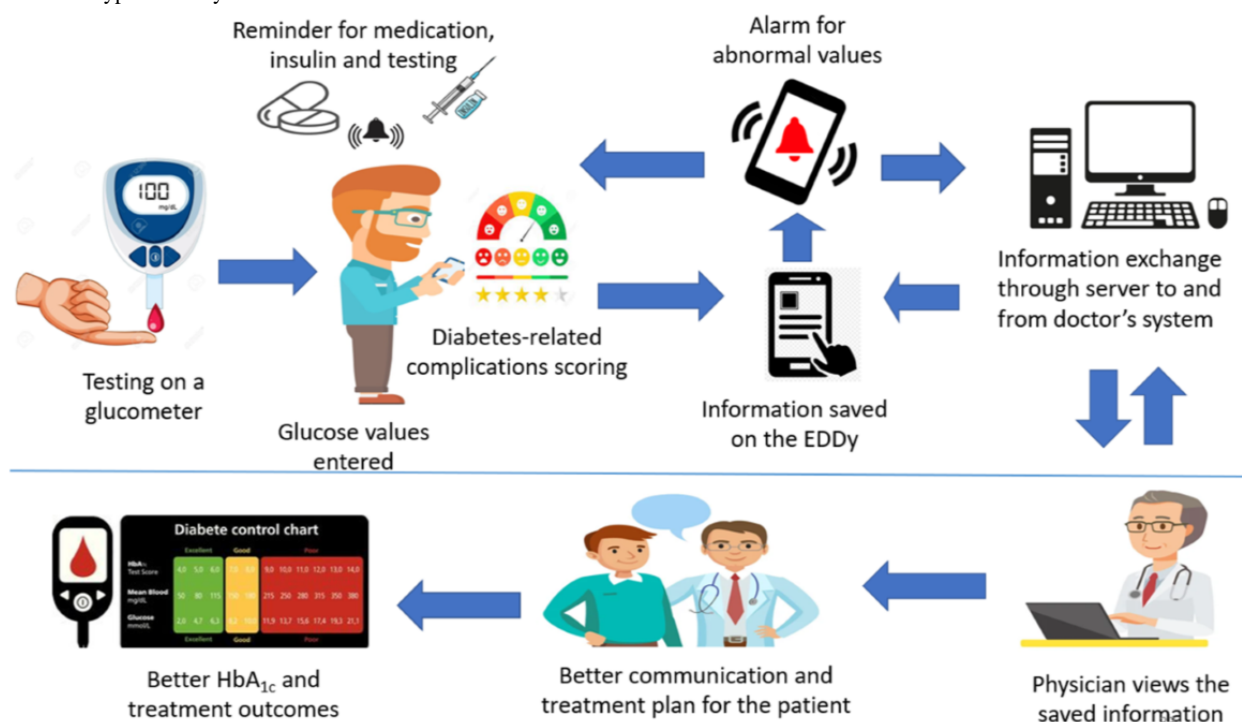 Reminder for medication,
insulin and testing
Alarm for
abnormal values
100
mg/dL
Testing on a
glucometer
Glucose values
entered
Diabetes-related
complications scoring
Information saved
on the EDDy
Information exchange
through server to and
from doctor's system
Diabete control chart
Excellent Good Poor
HbA1c
Test Score
4,0 5,0 6,0 9,0 10,0 11,0 12,0 13,0 14,0
Mean Blood
mg/dL
50 80 115 215 250 280 315 350 380
Glucose
mmol/L
2,0 4,7 6,3 11,9 13,7 15,6 17,4 19,3 21,1
Excellent Good Poor
Better HbA1c and
treatment outcomes
Better communication and
treatment plan for the patient
Physician views the
saved information